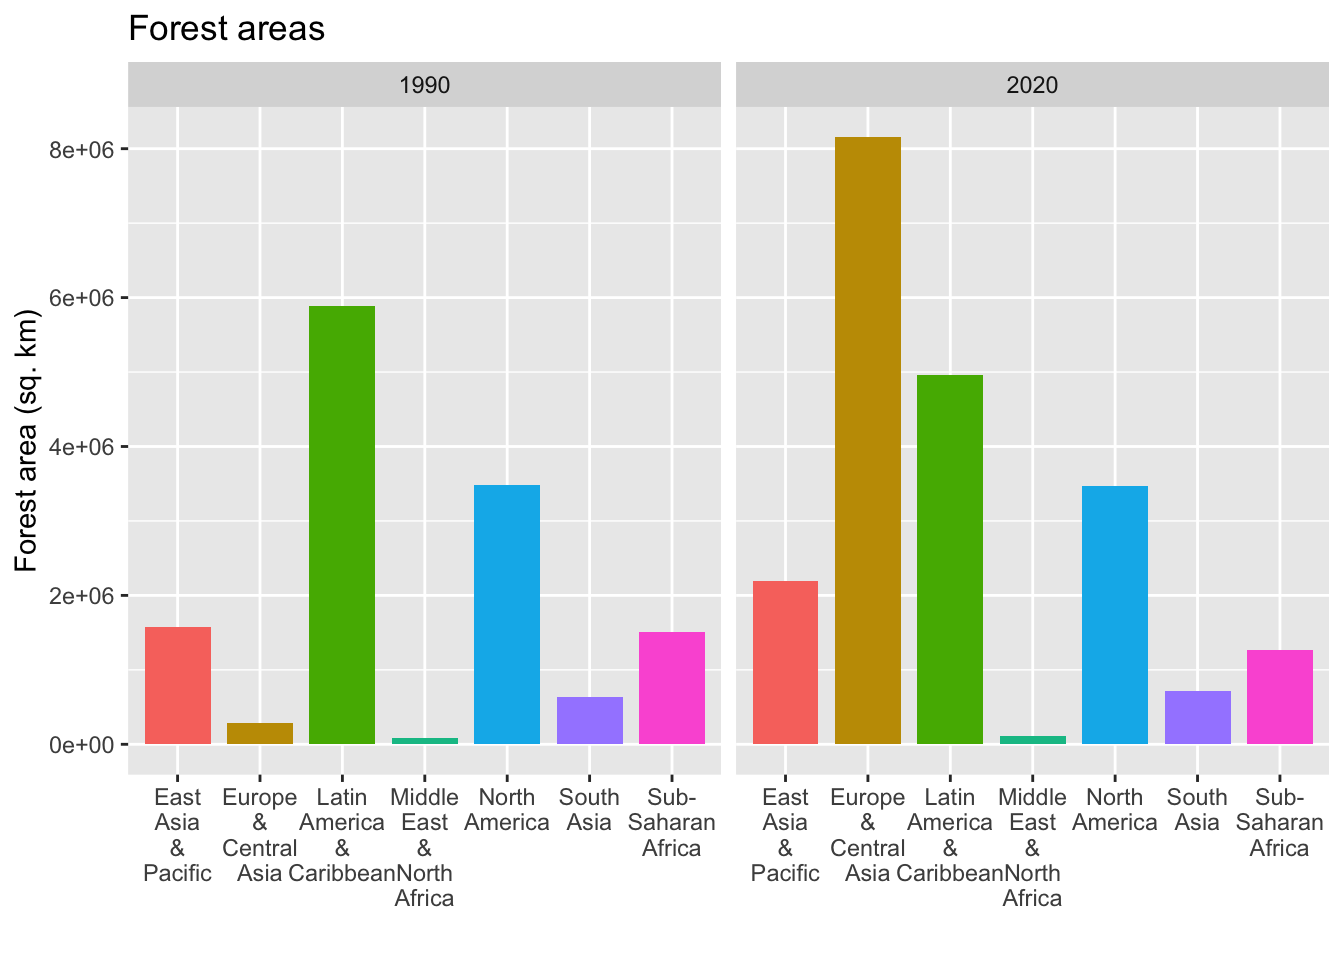 Forest areas
1990
2020
Forest area (sq. km)
8e+06
6e+06
4e+06
2e+06
0e+00
East
Asia
&
Pacific
Europe
&
Central
Asia
Latin
America
&
Caribbean
Middle
East
&
North
Africa
North
America
South
Asia
Sub-
Saharan
Africa
East
Asia
&
Pacific
Europe
&
Central
Asia
Latin
America
&
Caribbean
Middle
East
&
North
Africa
North
America
South
Asia
Sub-
Saharan
Africa